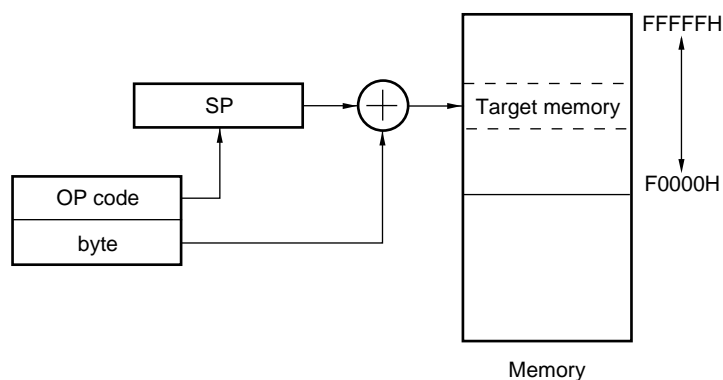 FFFFFH
SP
Target memory
OP code
F0000H
byte
Memory